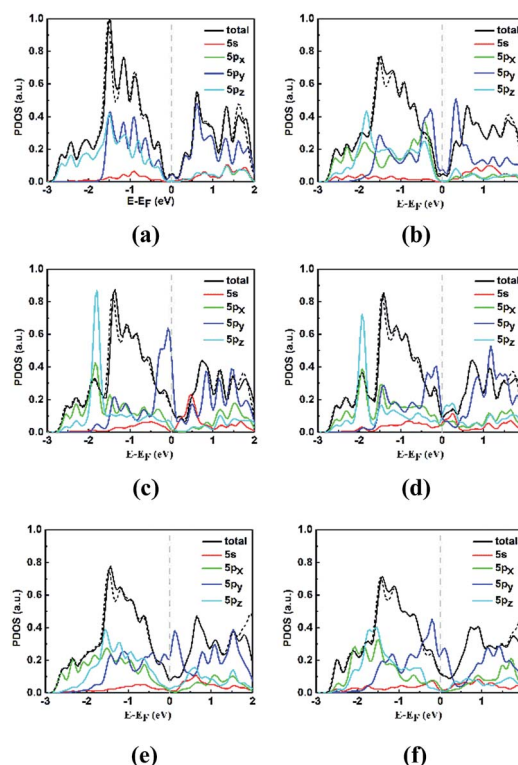 1.0
0.8
0.6
0.4
0.2
0.0
PDOS (a.u.)
total
5s
5px
5py
5pz
-3 -2 -1 0 1 2
E-EF (eV)
(a)
1.0
0.8
0.6
0.4
0.2
0.0
PDOS (a.u.)
total
5s
5px
5py
5pz
-3 -2 -1 0 1
E-EF (eV)
(b)
1.0
0.8
0.6
0.4
0.2
0.0
PDOS (a.u.)
total
5s
5px
5py
5pz
-3 -2 -1 0 1 2
E-EF (eV)
(c)
1.0
0.8
0.6
0.4
0.2
0.0
PDOS (a.u.)
total
5s
5px
5py
5pz
-3 -2 -1 0 1
E-EF (eV)
(d)
1.0
0.8
0.6
0.4
0.2
0.0
PDOS (a.u.)
total
5s
5px
5py
5pz
-3 -2 -1 0 1 2
E-EF (eV)
(e)
1.0
0.8
0.6
0.4
0.2
0.0
PDOS (a.u.)
total
5s
5px
5py
5pz
-3 -2 -1 0 1
E-EF (eV)
(f)